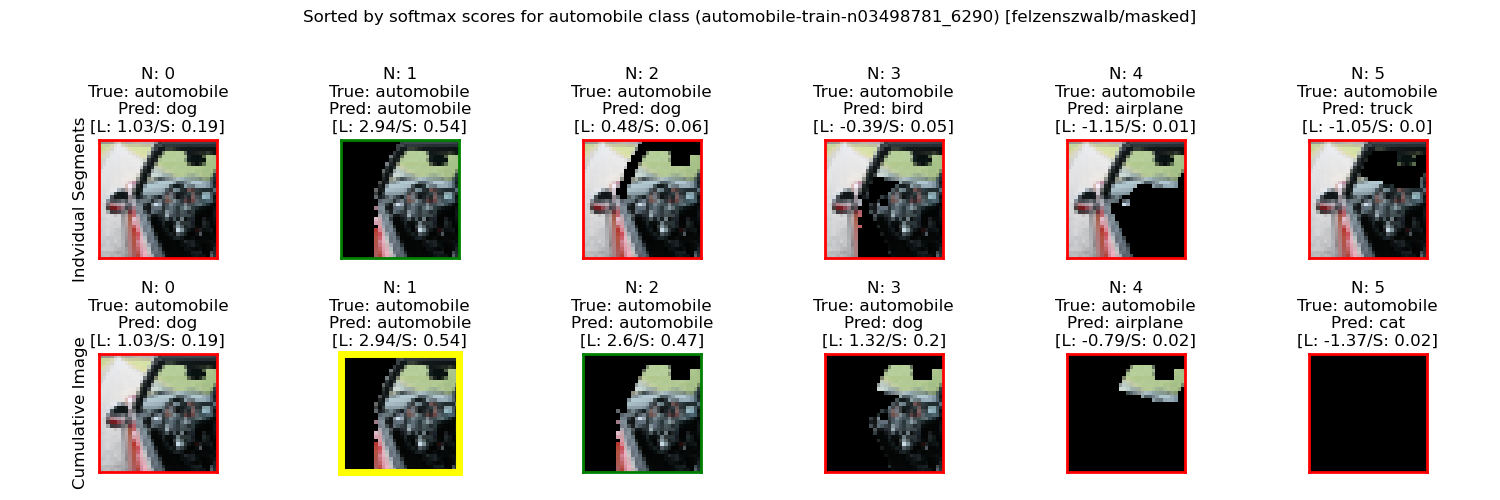 Sorted by softmax scores for automobile class (automobile-train-n03498781_6290) [felzenszwalb/masked]
Indvidual Segments
N: 0
True: automobile
Pred: dog
[L: 1.03/S: 0.19]
N: 1
True: automobile
Pred: automobile
[L: 2.94/S: 0.54]
N: 2
True: automobile
Pred: dog
[L: 0.48/S: 0.06]
N: 3
True: automobile
Pred: bird
[L: -0.39/S: 0.05]
N: 4
True: automobile
Pred: airplane
[L: -1.15/S: 0.01]
N: 5
True: automobile
Pred: truck
[L: -1.05/S: 0.0]
Cumulative Image
N: 0
True: automobile
Pred: dog
[L: 1.03/S: 0.19]
N: 1
True: automobile
Pred: automobile
[L: 2.94/S: 0.54]
N: 2
True: automobile
Pred: automobile
[L: 2.6/S: 0.47]
N: 3
True: automobile
Pred: dog
[L: 1.32/S: 0.2]
N: 4
True: automobile
Pred: airplane
[L: -0.79/S: 0.02]
N: 5
True: automobile
Pred: cat
[L: -1.37/S: 0.02]